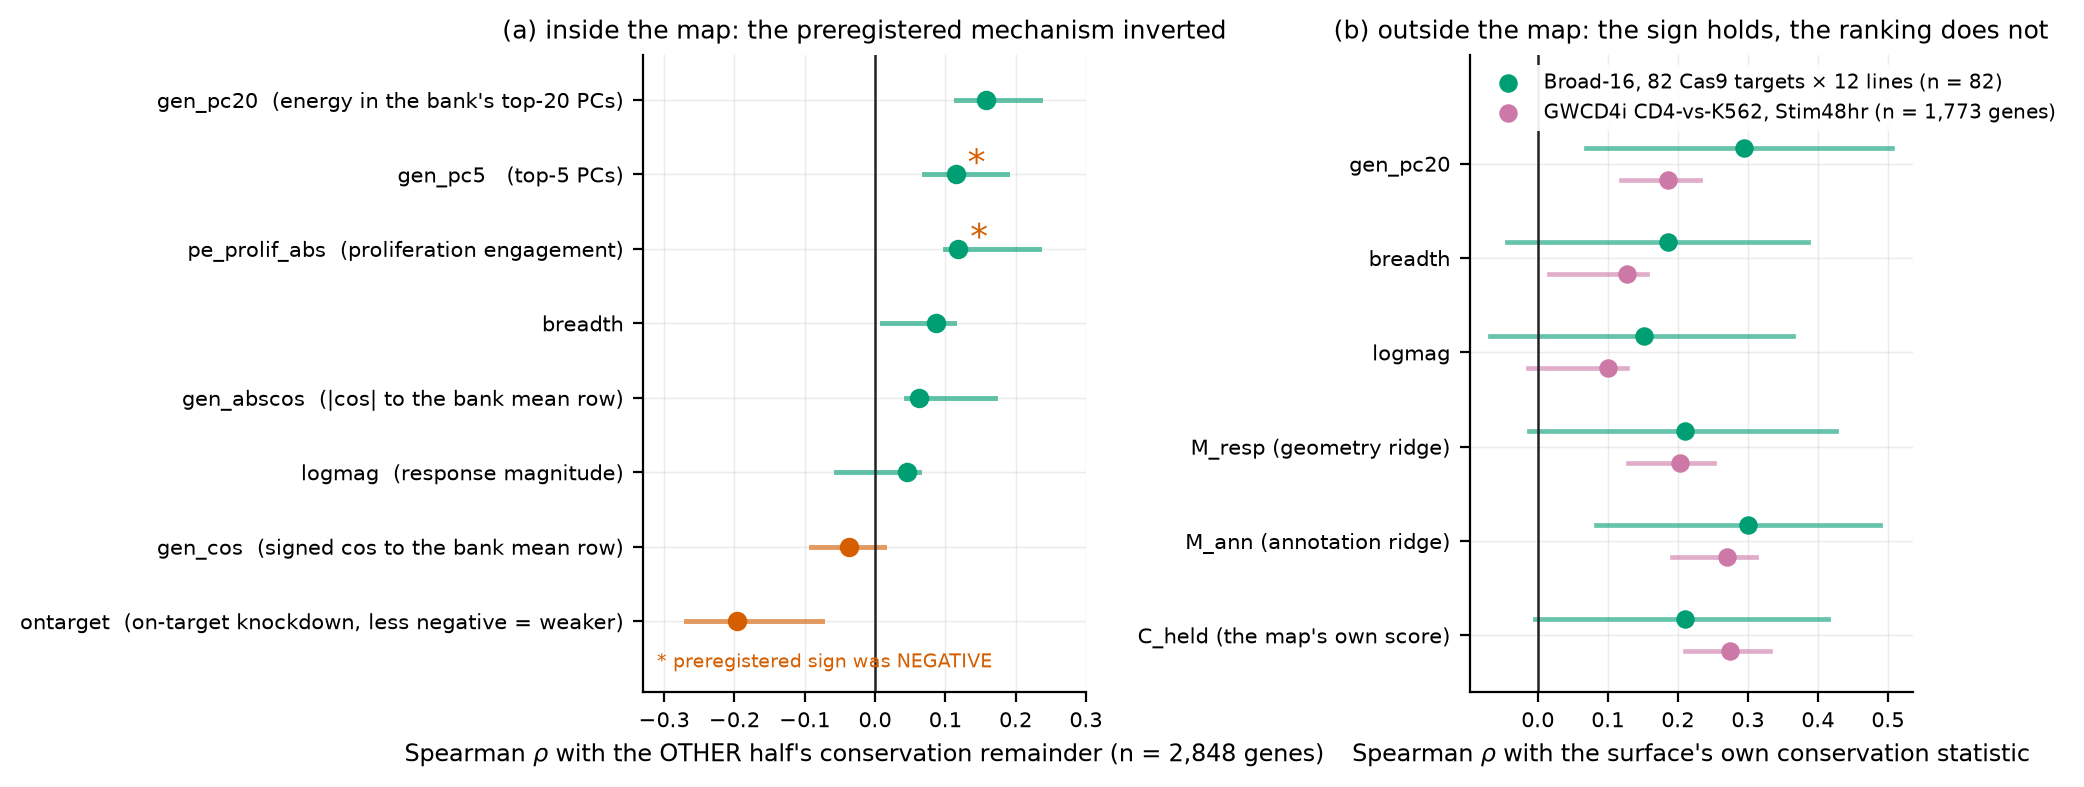 (a) inside the map: the preregistered mechanism inverted
gen_pc20  (energy in the bank's top-20 PCs)
gen_pc5   (top-5 PCs)
*
pe_prolif_abs  (proliferation engagement)
*
breadth
gen_abscos  (|cos| to the bank mean row)
logmag  (response magnitude)
gen_cos  (signed cos to the bank mean row)
ontarget  (on-target knockdown, less negative = weaker)
* preregistered sign was NEGATIVE
−0.3 −0.2 −0.1 0.0 0.1 0.2 0.3
Spearman ρ with the OTHER half's conservation remainder (n = 2,848 genes)
(b) outside the map: the sign holds, the ranking does not
Broad-16, 82 Cas9 targets × 12 lines (n = 82)
GWCD4i CD4-vs-K562, Stim48hr (n = 1,773 genes)
gen_pc20
breadth
logmag
M_resp (geometry ridge)
M_ann (annotation ridge)
C_held (the map's own score)
0.0 0.1 0.2 0.3 0.4 0.5
Spearman ρ with the surface's own conservation statistic